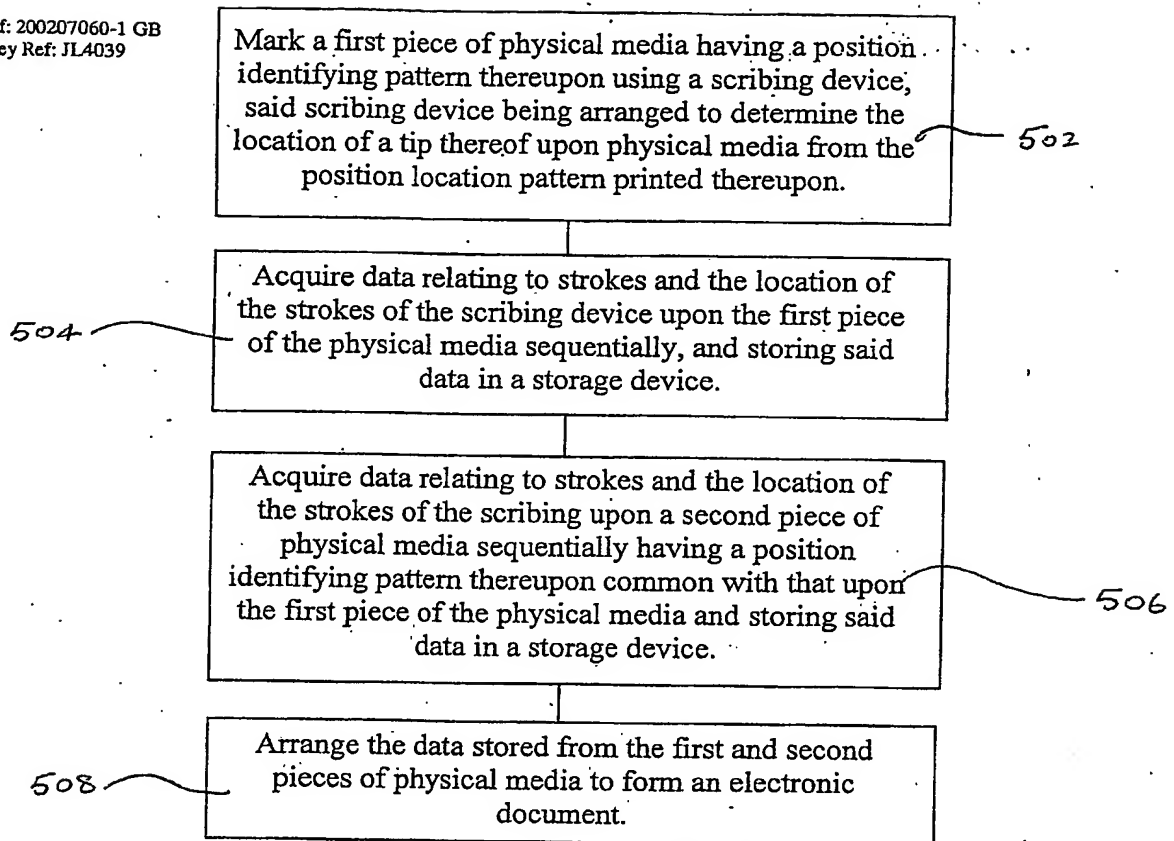 f: 200207060-1 GB
ey Ref: JL4039
Mark a first piece of physical media having a position
identifying pattern thereupon using a scribing device,
said scribing device being arranged to determine the
location of a tip thereof upon physical media from the
position location pattern printed thereupon.
502
Acquire data relating to strokes and the location of
the strokes of the scribing device upon the first piece
of the physical media sequentially, and storing said
data in a storage device.
504
Acquire data relating to strokes and the location of
the strokes of the scribing upon a second piece of
physical media sequentially having a position
identifying pattern thereupon common with that upon
the first piece of the physical media and storing said
data in a storage device.
506
Arrange the data stored from the first and second
pieces of physical media to form an electronic
document.
508